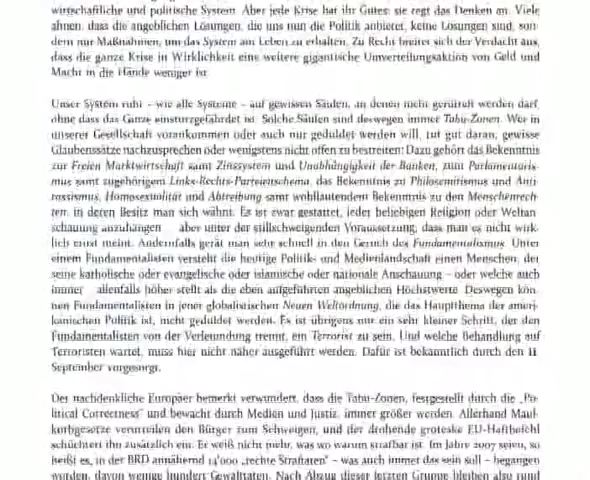 wirtschaftliche und politische System. Aber jede Krise hat ihr Gutes: sie regt das Denken an. Viele
ahnen, dass die angeblichen Lösungen, die uns nun die Politik anbietet, keine Lösungen sind, son-
dern nur Maßnahmen, um das System am Leben zu erhalten. Zu Recht breitet sich der Verdacht aus,
dass die ganze Krise in Wirklichkeit eine weitere gigantische Umverteilungsaktion von Geld und
Macht in die Hände weniger ist.
Unser System ruht – wie alle Systeme – auf gewissen Säulen, an denen nicht gerüttelt werden darf,
ohne dass das Ganze einsturzgefährdet ist. Solche Säulen sind deswegen immer Tabu-Zonen. Wer in
unserer Gesellschaft vorankommen oder auch nur geduldet werden will, tut gut daran, gewisse
Glaubenssätze nachzusprechen oder wenigstens nicht offen zu bestreiten: Dazu gehört das Bekenntnis
zur Freien Marktwirtschaft samt Zinssystem und Unabhängigkeit der Banken, zum Parlamentaris-
mus samt zugehörigem Links-Rechts-Parteienschema, das Bekenntnis zu Philosemitismus und Anti-
rassismus, Homosexualität und Abtreibung samt wohllautendem Bekenntnis zu den Menschenrech-
ten, in deren Besitz man sich wähnt. Es ist zwar gestattet, jeder beliebigen Religion oder Weltan-
schauung anzuhängen – aber unter der stillschweigenden Voraussetzung, dass man es nicht wirk-
lich ernst meint. Andernfalls gerät man sehr schnell in den Geruch des Fundamentalismus. Unter
einem Fundamentalisten versteht die heutige Politik- und Medienlandschaft einen Menschen, der
seine katholische oder evangelische oder islamische oder nationale Anschauung – oder welche auch
immer – allenfalls höher stellt als die eben aufgeführten angeblichen Höchstwerte. Deswegen kön-
nen Fundamentalisten in jener globalistischen Neuen Weltordnung, die das Hauptthema der ameri-
kanischen Politik ist, nicht geduldet werden. Es ist übrigens nur ein sehr kleiner Schritt, der den
Fundamentalisten von der Verleumdung trennt, ein Terrorist zu sein. Und welche Behandlung auf
Terroristen wartet, muss hier nicht näher ausgeführt werden. Dafür ist bekanntlich durch den 11.
September vorgesorgt.
Der nachdenkliche Europäer bemerkt verwundert, dass die Tabu-Zonen, festgestellt durch die „Po-
litical Correctness" und bewacht durch Medien und Justiz, immer größer werden. Allerhand Maul-
korbgesetze verurteilen den Bürger zum Schweigen, und der drohende groteske EU-Haftbefehl
schüchtert ihn zusätzlich ein. Er weiß nicht mehr, was wo warum strafbar ist. Im Jahre 2007 seien, so
heißt es, in der BRD annähernd 14'000 „rechte Straftaten" – was auch immer das sein soll – begangen
worden, davon wenige hundert Gewalttaten. Nach Abzug dieser letzten Gruppe bleiben also rund